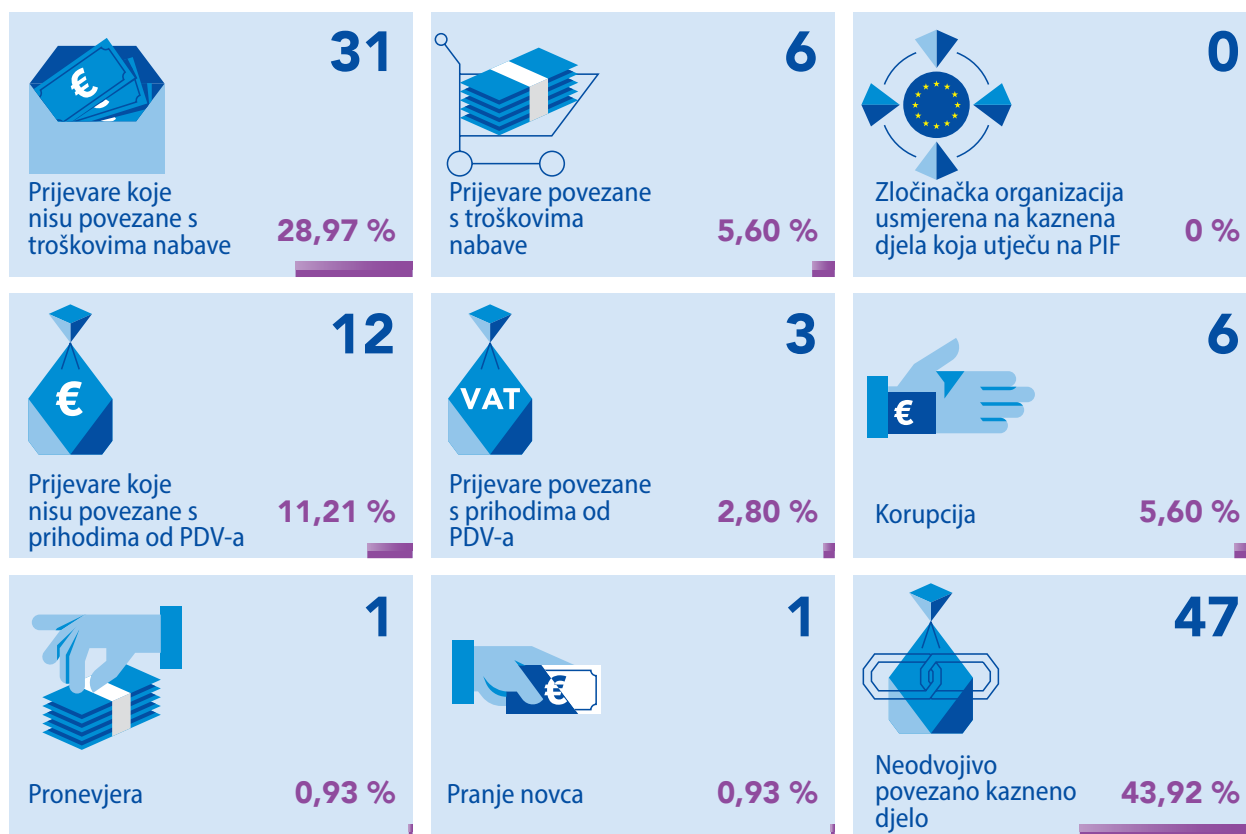 31
€
Prijevare koje
nisu povezane s
troškovima nabave
28,97 %
6
Prijevare povezane
s troškovima
nabave
5,60 %
0
Zločinačka organizacija
usmjerena na kaznena
djela koja utječu na PIF
0 %
12
€
Prijevare koje
nisu povezane s
prihodima od PDV-a
11,21 %
3
VAT
Prijevare povezane
s prihodima od
PDV-a
2,80 %
6
€
Korupcija
5,60 %
1
Pronevjera
0,93 %
1
€
Pranje novca
0,93 %
47
Neodvojivo
povezano kazneno
djelo
43,92 %